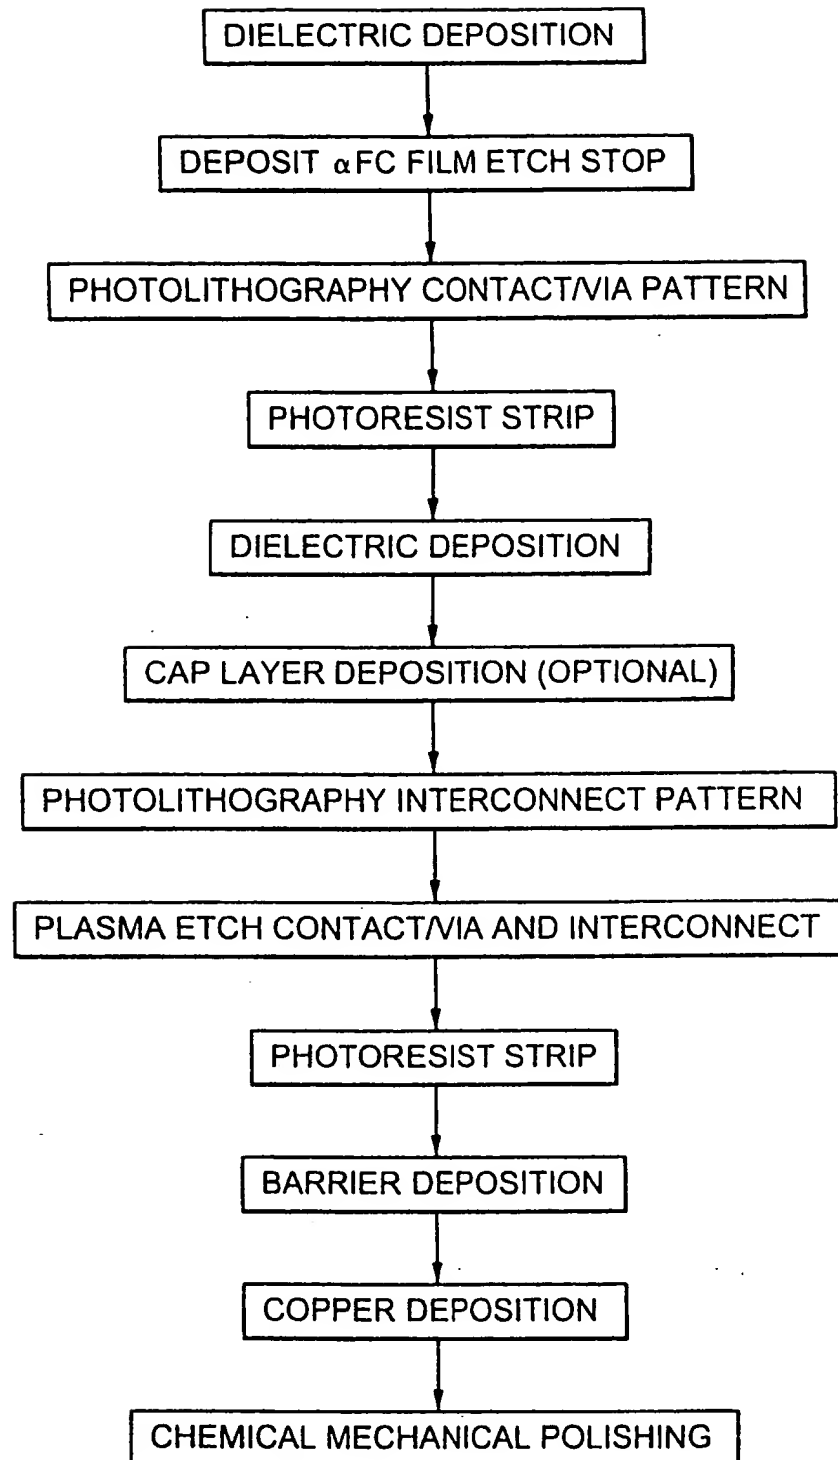 DIELECTRIC DEPOSITION
DEPOSIT αFC FILM ETCH STOP
PHOTOLITHOGRAPHY CONTACT/VIA PATTERN
PHOTORESIST STRIP
DIELECTRIC DEPOSITION
CAP LAYER DEPOSITION (OPTIONAL)
PHOTOLITHOGRAPHY INTERCONNECT PATTERN
PLASMA ETCH CONTACT/VIA AND INTERCONNECT
PHOTORESIST STRIP
BARRIER DEPOSITION
COPPER DEPOSITION
CHEMICAL MECHANICAL POLISHING